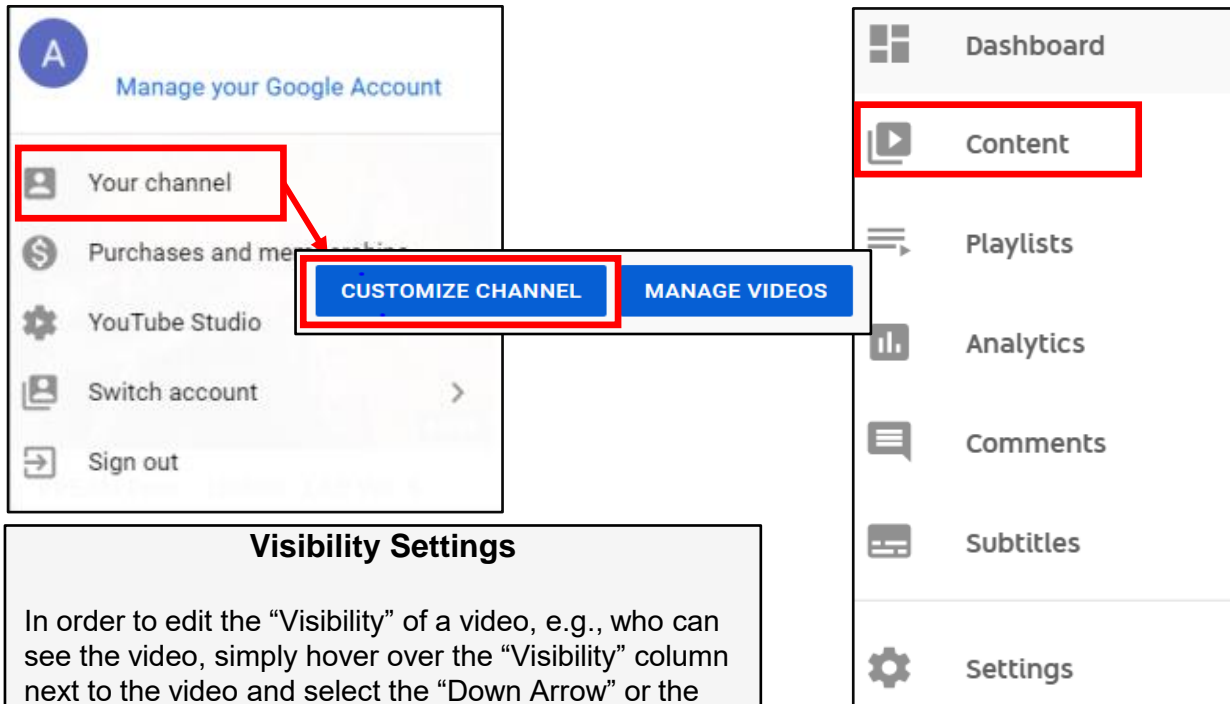 A
Manage your Google Account
Your channel
Purchases and
YouTube Studio
Switch account
Sign out
CUSTOMIZE CHANNEL
MANAGE VIDEOS
Visibility Settings
In order to edit the “Visibility” of a video, e.g., who can
see the video, simply hover over the “Visibility” column
next to the video and select the “Down Arrow” or the
Dashboard
Content
Playlists
Analytics
Comments
Subtitles
Settings